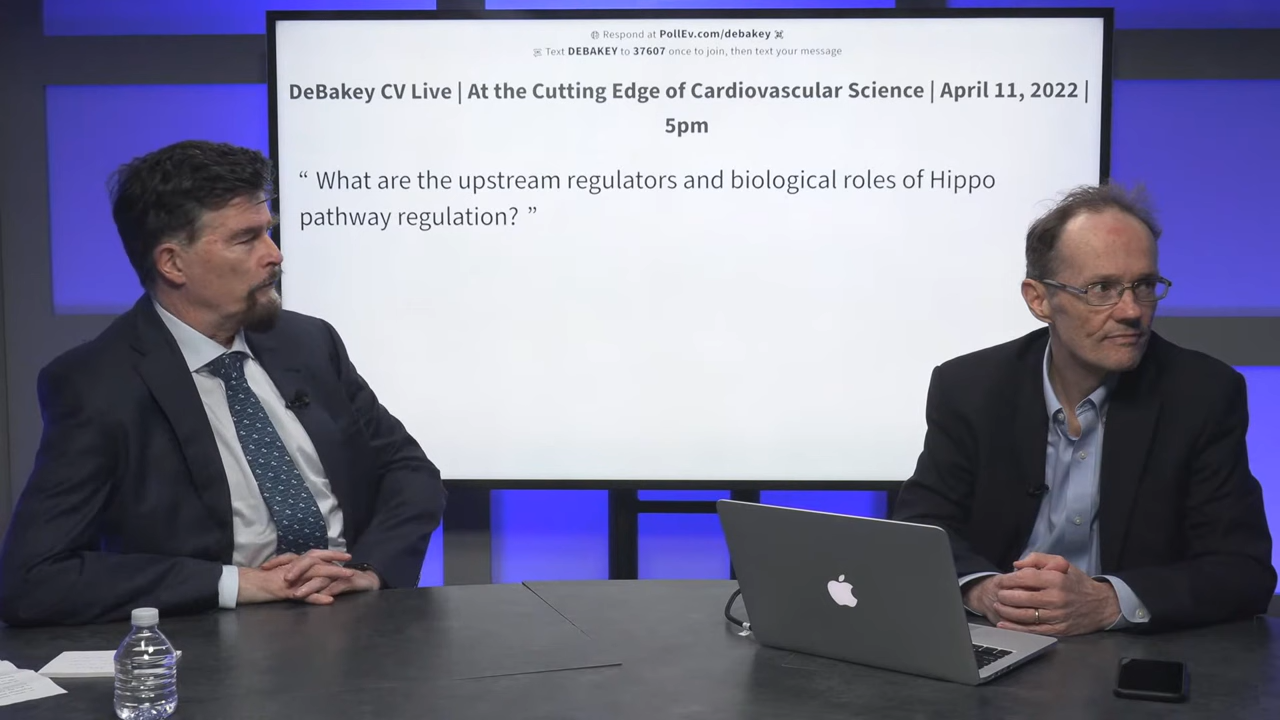 Respond at PollEv.com/debakey
Text DEBAKEY to 37607 once to join, then text your message
DeBakey CV Live | At the Cutting Edge of Cardiovascular Science | April 11, 2022 |
5pm
“ What are the upstream regulators and biological roles of Hippo
pathway regulation? ”